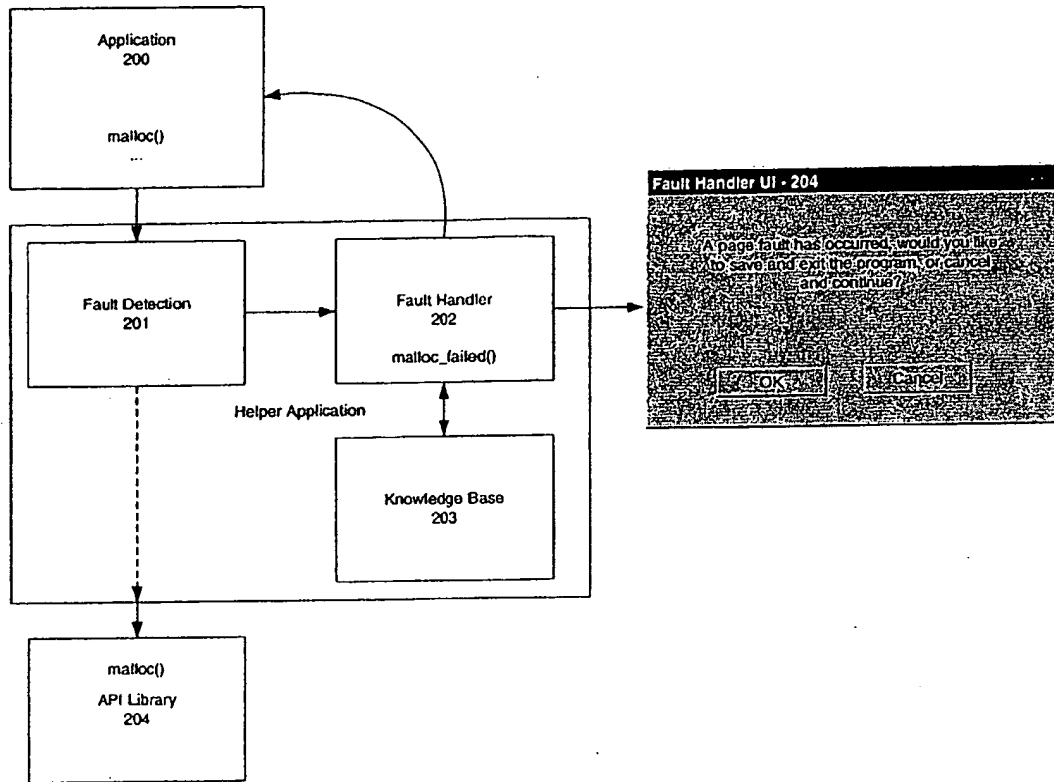 Application
200
malloc()
...
Fault Detection
201
Fault Handler
202
malloc_failed()
Helper Application
Knowledge Base
203
malloc()
API Library
204
Fault Handler UI - 204
A page fault has occurred, would you like
to save and exit the program, or cancel
and continue?
OK
Cancel